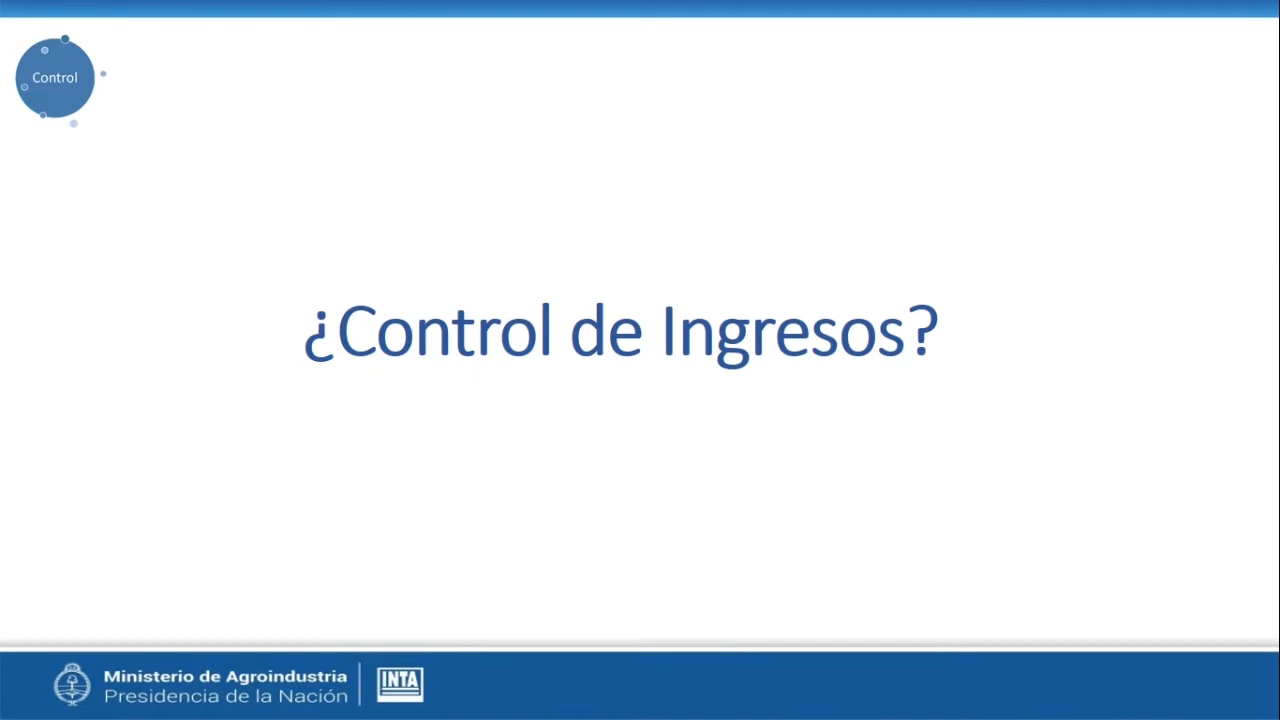 Control
¿Control de Ingresos?
Ministerio de Agroindustria
Presidencia de la Nación
INTA